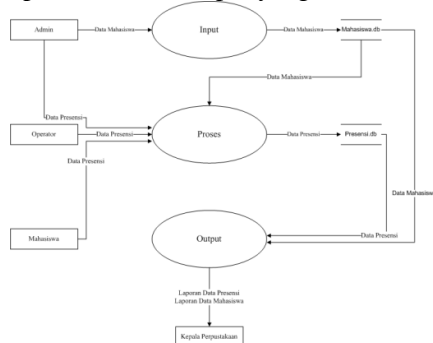 Admin
Data Mahasiswa
Input
Data Mahasiswa
Mahasiswa.db
Data Mahasiswa
Data Presensi
Operator
Data Presensi
Proses
Data Presensi
Presensi.db
Data Presensi
Data Mahasisw
Mahasiswa
Output
Data Presensi
Laporan Data Presensi
Laporan Data Mahasiswa
Kepala Perpustakaan